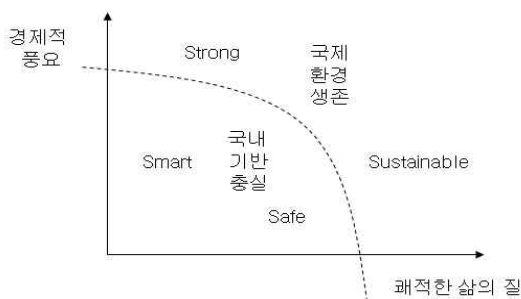 경제적
풍요
Strong
국제
환경
생존
Smart
국내
기반
충실
Sustainable
Safe
쾌적한 삶의 질